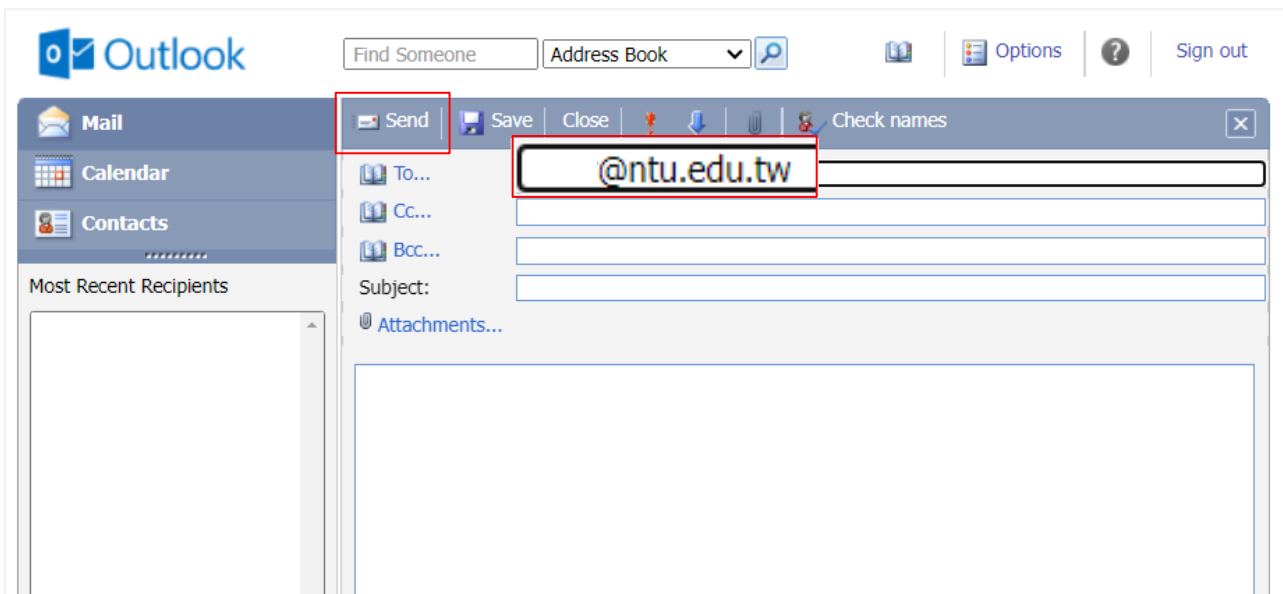 Outlook
Find Someone
Address Book
Options
Sign out
Mail
Calendar
Contacts
Most Recent Recipients
Send
Save
Close
Check names
To...
@ntu.edu.tw
Cc...
Bcc...
Subject:
Attachments...